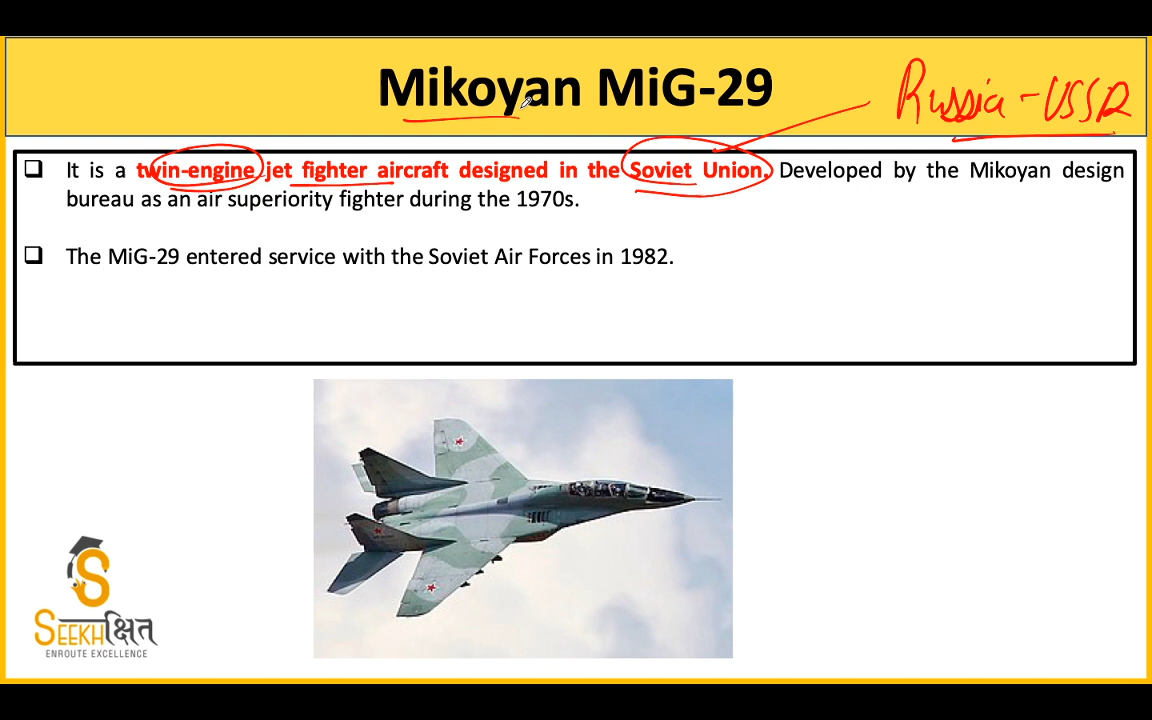 Mikoyan MiG-29
Russia - USSR
❑ It is a twin-engine jet fighter aircraft designed in the Soviet Union. Developed by the Mikoyan design
bureau as an air superiority fighter during the 1970s.
❑ The MiG-29 entered service with the Soviet Air Forces in 1982.
SEEKHक्षित
ENROUTE EXCELLENCE